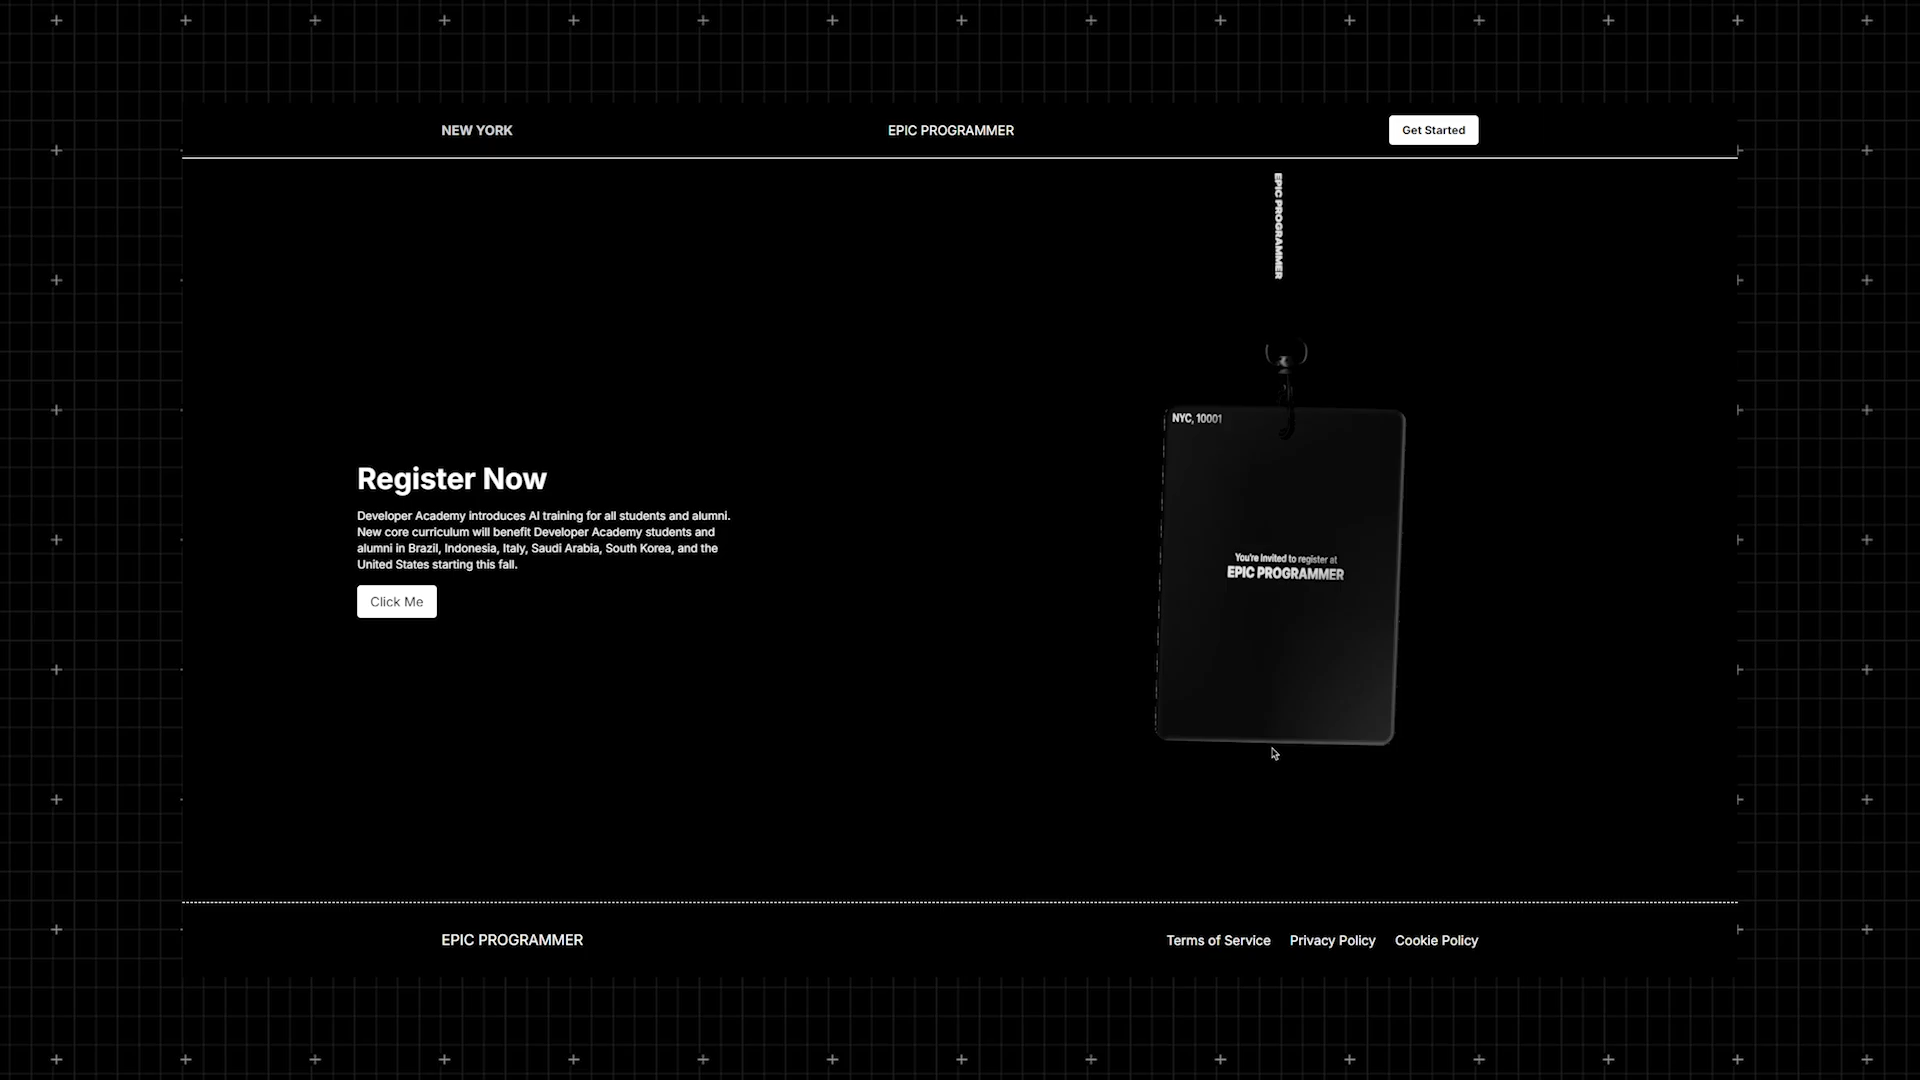 NEW YORK
EPIC PROGRAMMER
Get Started
EPIC PROGRAMMER
NYC, 10001
You're invited to register at
EPIC PROGRAMMER
Register Now
Developer Academy introduces AI training for all students and alumni.
New core curriculum will benefit Developer Academy students and
alumni in Brazil, Indonesia, Italy, Saudi Arabia, South Korea, and the
United States starting this fall.
Click Me
EPIC PROGRAMMER
Terms of Service
Privacy Policy
Cookie Policy